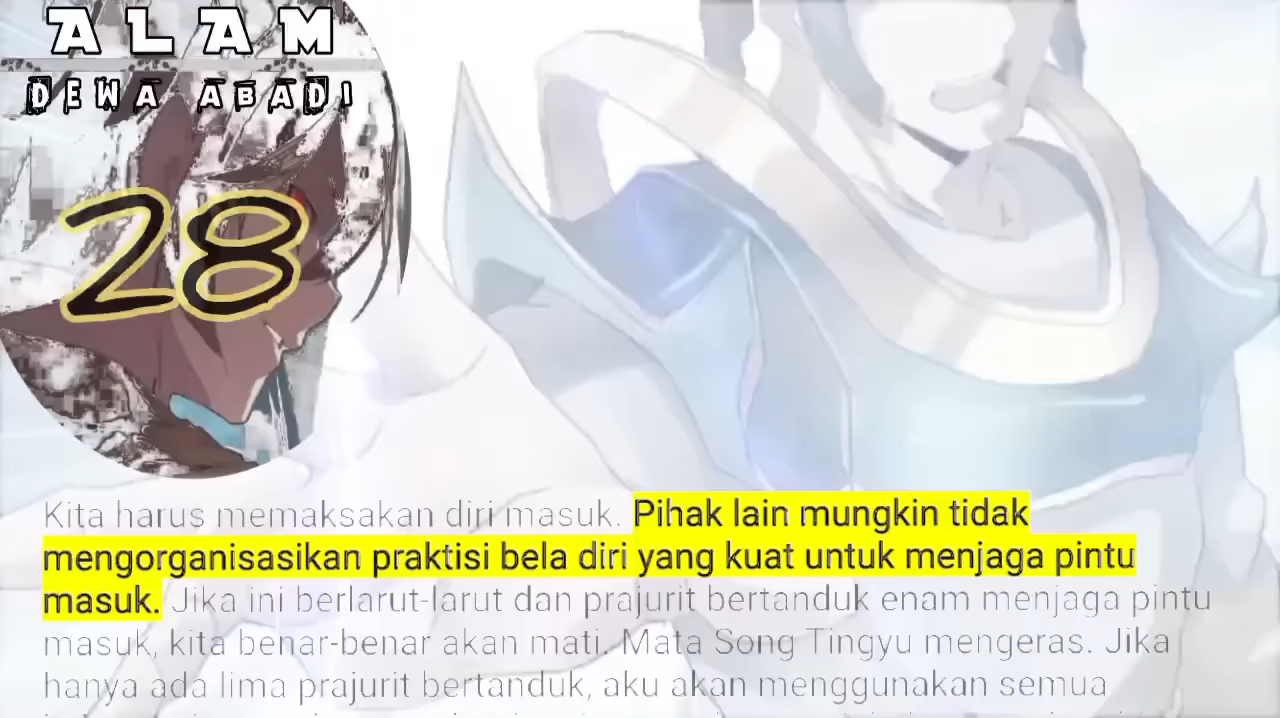 ALAM
DEWA ABADI
28
Kita harus memaksakan diri masuk. Pihak lain mungkin tidak
mengorganisasikan praktisi bela diri yang kuat untuk menjaga pintu
masuk. Jika ini berlarut-larut dan prajurit bertanduk enam menjaga pintu
masuk, kita benar-benar akan mati. Mata Song Tingyu mengeras. Jika
hanya ada lima prajurit bertanduk, aku akan menggunakan semua